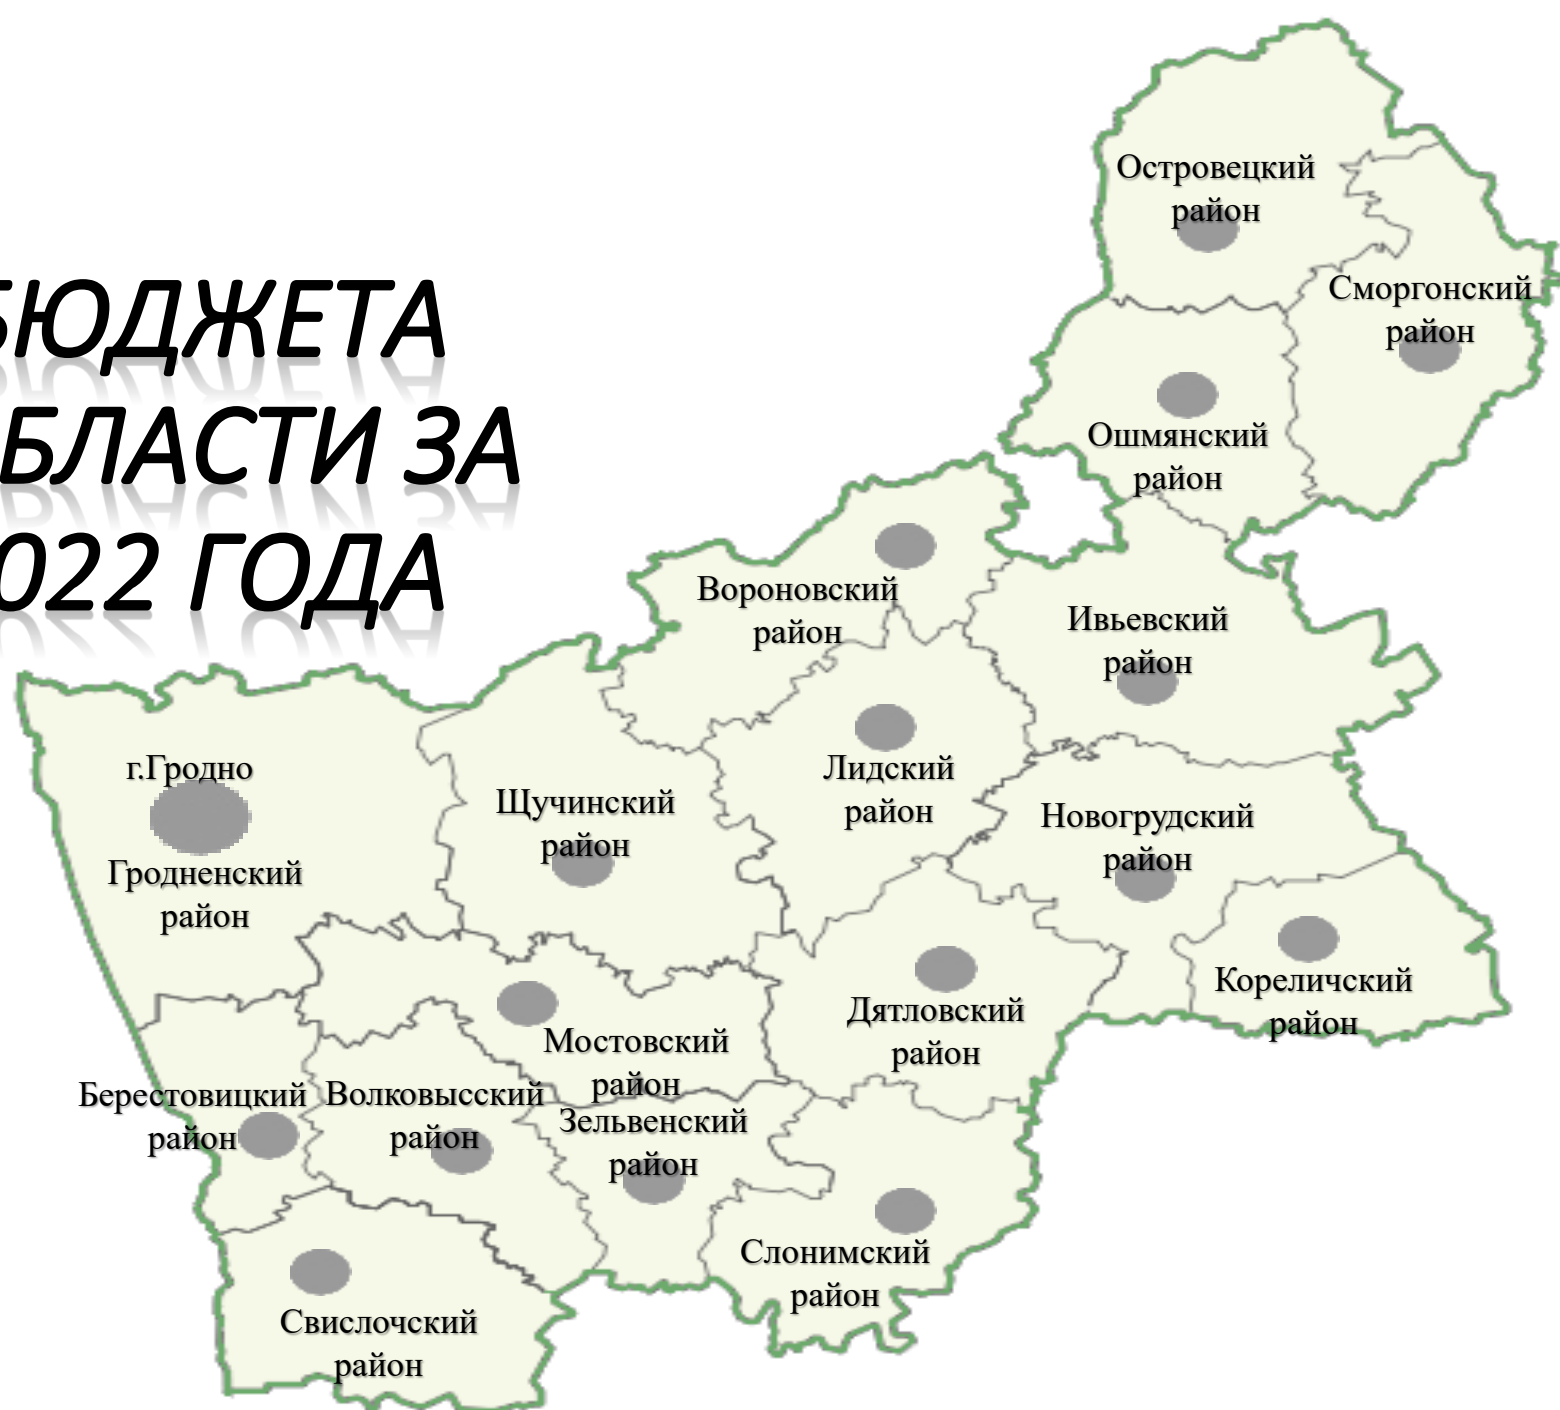 БЮДЖЕТА
БЛАСТИ ЗА
022 ГОДА
Островецкий
район
Сморгонский
район
Ошмянский
район
Вороновский
район
Ивьевский
район
г.Гродно
Гродненский
район
Щучинский
район
Лидский
район
Новогрудский
район
Кореличский
район
Дятловский
район
Мостовский
район
Берестовицкий
район
Волковысский
район
Зельвенский
район
Слонимский
район
Свислочский
район